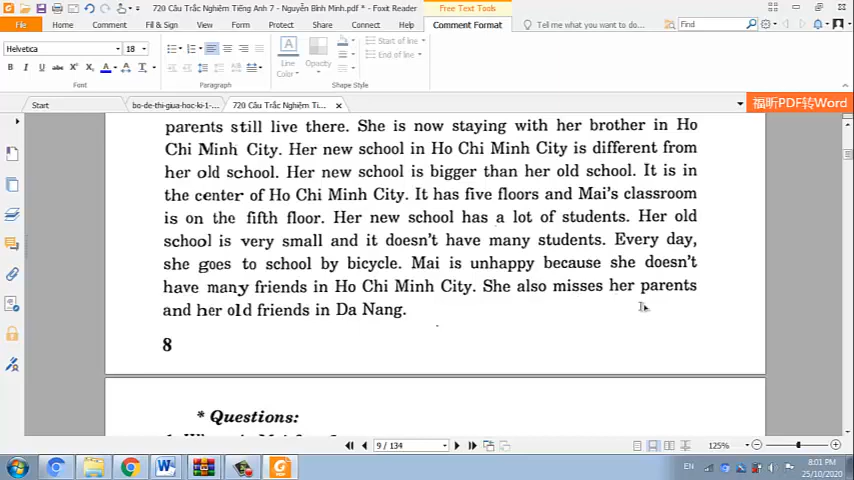 720 Câu Trắc Nghiệm Tiếng Anh 7 - Nguyễn Bình Minh.pdf * - Foxit Reader
Free Text Tools
File Home Comment Fill & Sign View Form Protect Share Connect Help Comment Format
Tell me what you want to do...
Find
Helvetica 18
Start of line
End of line
B I U
Line Color
Opacity
Font Paragraph Shape Style
Start bo-de-thi-giua-hoc-ki-1-... 720 Câu Trắc Nghiệm Ti...
福昕PDF转Word
parents still live there. She is now staying with her brother in Ho
Chi Minh City. Her new school in Ho Chi Minh City is different from
her old school. Her new school is bigger than her old school. It is in
the center of Ho Chi Minh City. It has five floors and Mai's classroom
is on the fifth floor. Her new school has a lot of students. Her old
school is very small and it doesn't have many students. Every day,
she goes to school by bicycle. Mai is unhappy because she doesn't
have many friends in Ho Chi Minh City. She also misses her parents
and her old friends in Da Nang.
8
* Questions:
9 / 134
125%
EN
8:01 PM
25/10/2020